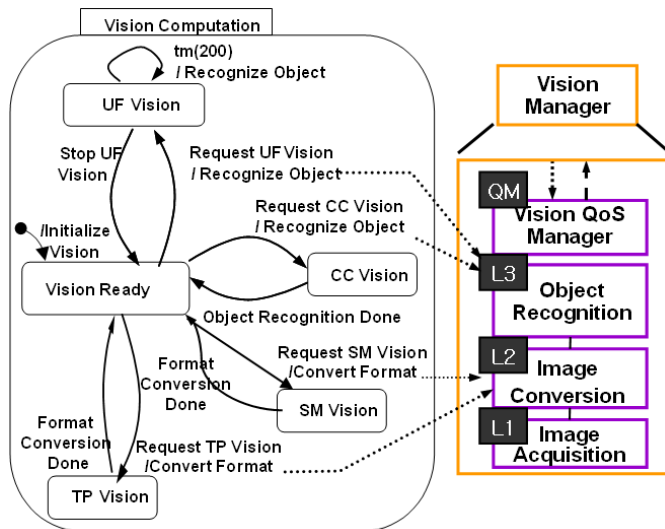 Vision Computation
tm(200)
/ Recognize Object
UF Vision
Stop UF
Vision
Request UF Vision
/ Recognize Object
Request CC Vision
/ Recognize Object
/Initialize
Vision
Vision Ready
CC Vision
Object Recognition Done
Format
Conversion
Done
Request SM Vision
/Convert Format
SM Vision
Format
Conversion
Done
Request TP Vision
/Convert Format
TP Vision
Vision
Manager
QM
Vision QoS
Manager
L3
Object
Recognition
L2
Image
Conversion
L1
Image
Acquisition